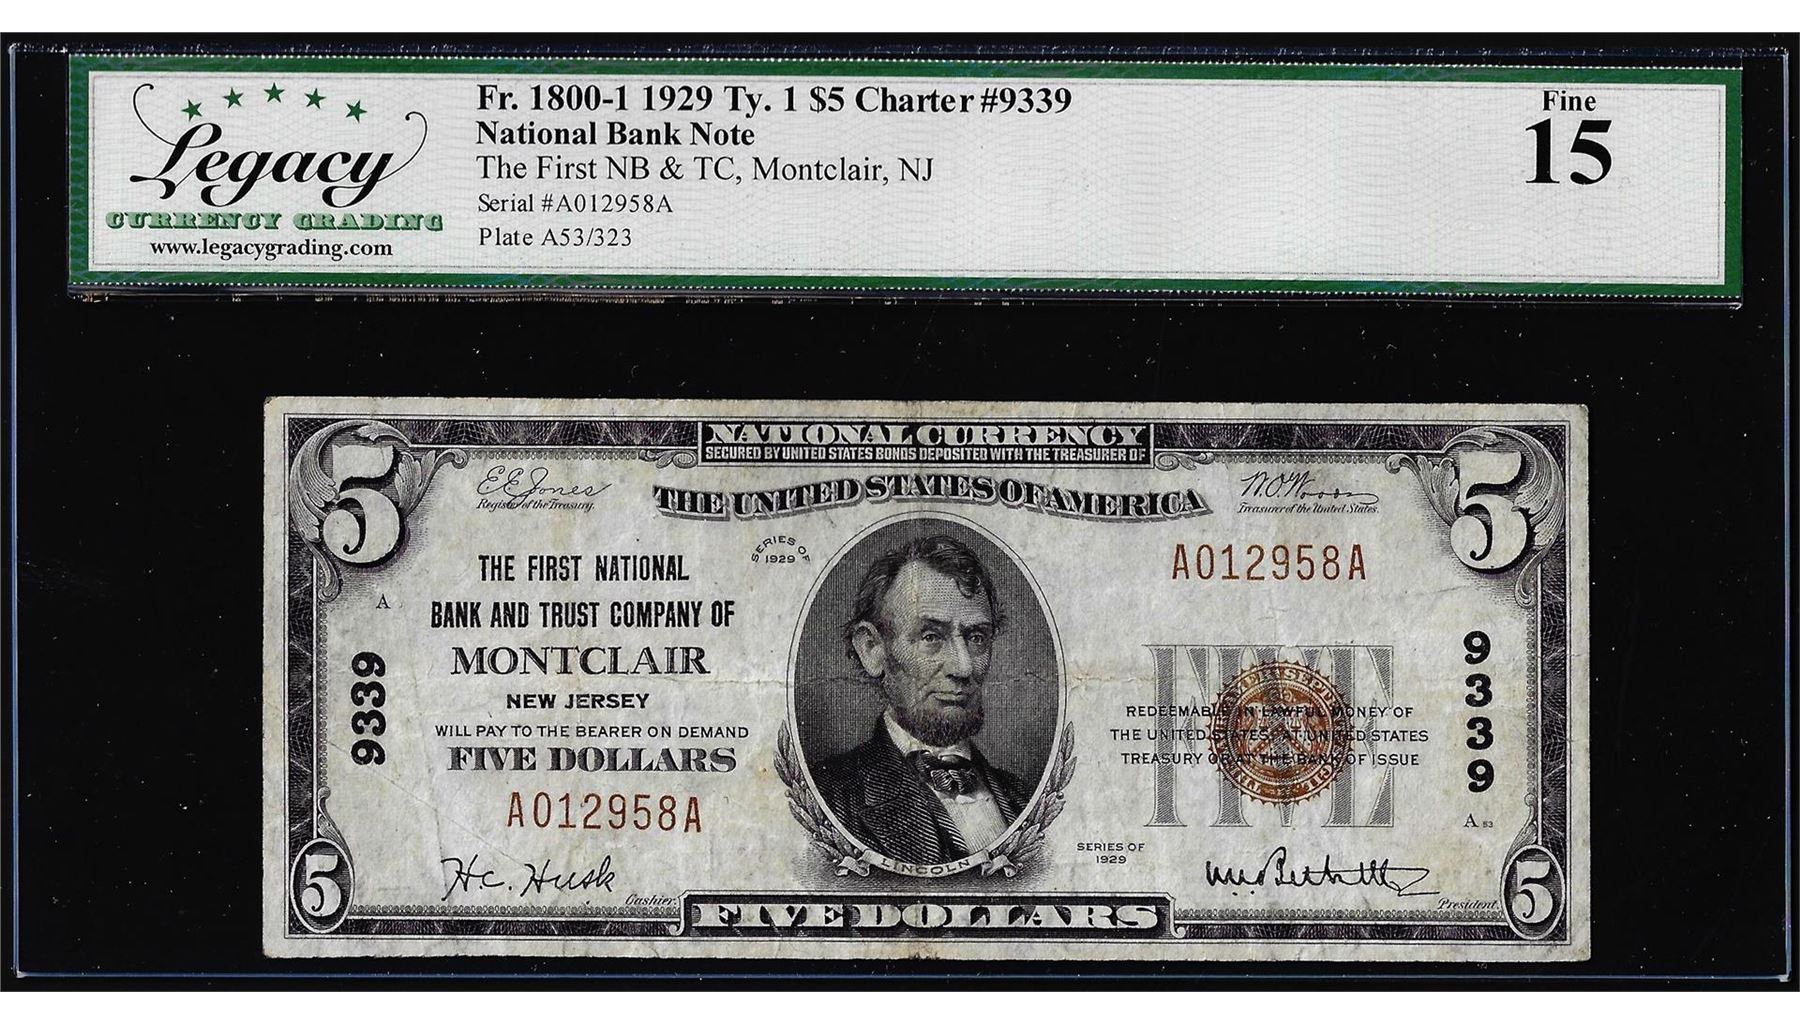 Legacy
CURRENCY GRADING
www.legacygrading.com
Fr. 1800-1 1929 Ty. 1 $5 Charter #9339
National Bank Note
The First NB & TC, Montclair, NJ
Serial #A012958A
Plate A53/323
Fine
15
5
NATIONAL CURRENCY
SECURED BY UNITED STATES BONDS DEPOSITED WITH THE TREASURER OF
THE UNITED STATES OF AMERICA
5
E E Jones
Register of the Treasury.
W. O. Woods
Treasurer of the United States.
SERIES OF
1929
THE FIRST NATIONAL
BANK AND TRUST COMPANY OF
MONTCLAIR
NEW JERSEY
WILL PAY TO THE BEARER ON DEMAND
FIVE DOLLARS
A012958A
A
9339
A012958A
FIVE
REDEEMABLE IN LAWFUL MONEY OF
THE UNITED STATES AT UNITED STATES
TREASURY OR AT THE BANK OF ISSUE
9339
A 53
SERIES OF
1929
LINCOLN
H.C. Husk
Cashier.
President.
5
FIVE DOLLARS
5